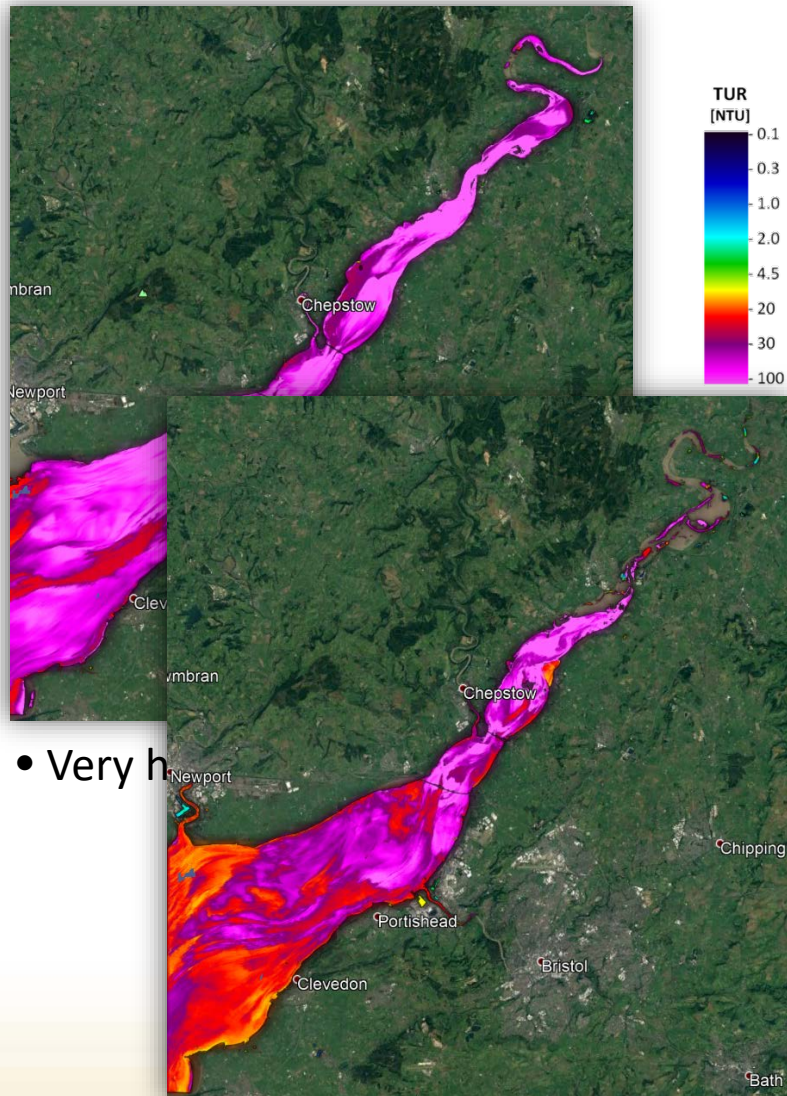 TUR
[NTU]
0.1
0.3
1.0
2.0
4.5
20
30
100
mbran
Chepstow
Newport
Clev
mbran
Chepstow
• Very h
Newport
Chipping
Portishead
Bristol
Clevedon
Bath